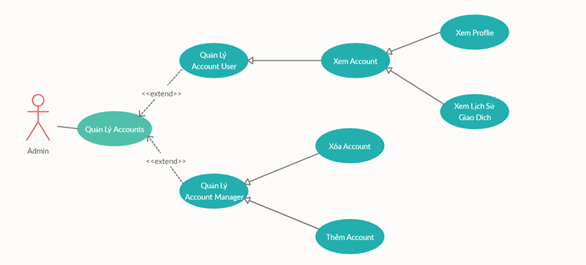 Xem Proflie
Quản Lý
Account User
Xem Account
<<extend>>
Xem Lịch Sử
Giao Dịch
Quản Lý Accounts
Admin
Xóa Account
<<extend>>
Quản Lý
Account Manager
Thêm Account